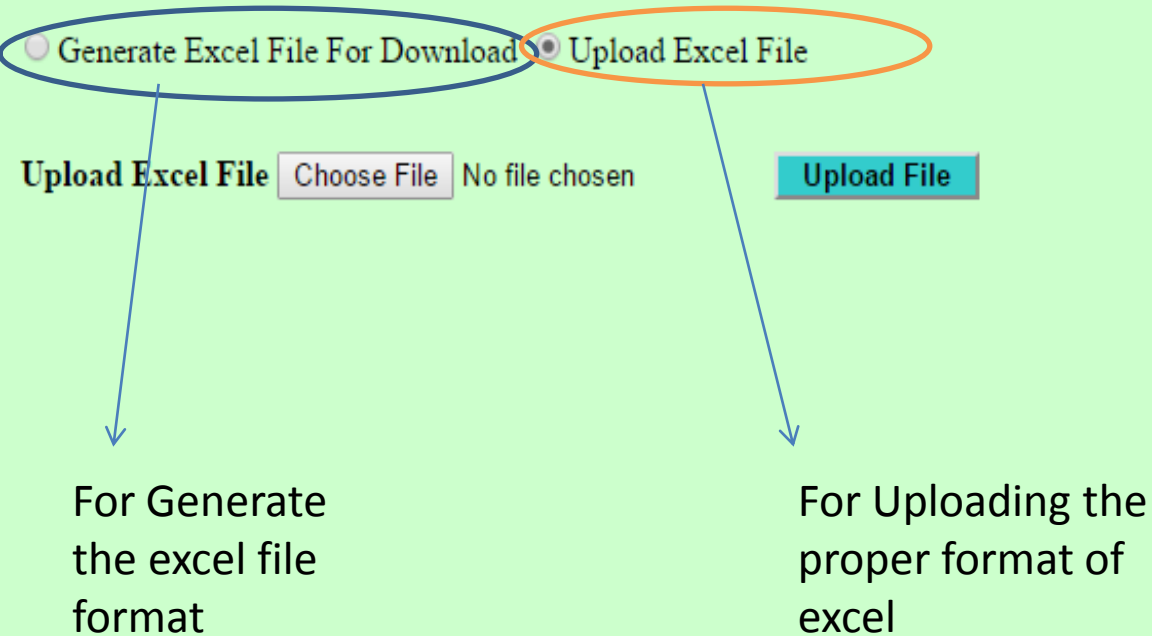 Generate Excel File For Download Upload Excel File
Upload Excel File Choose File No file chosen Upload File
For Generate
the excel file
format
For Uploading the
proper format of
excel